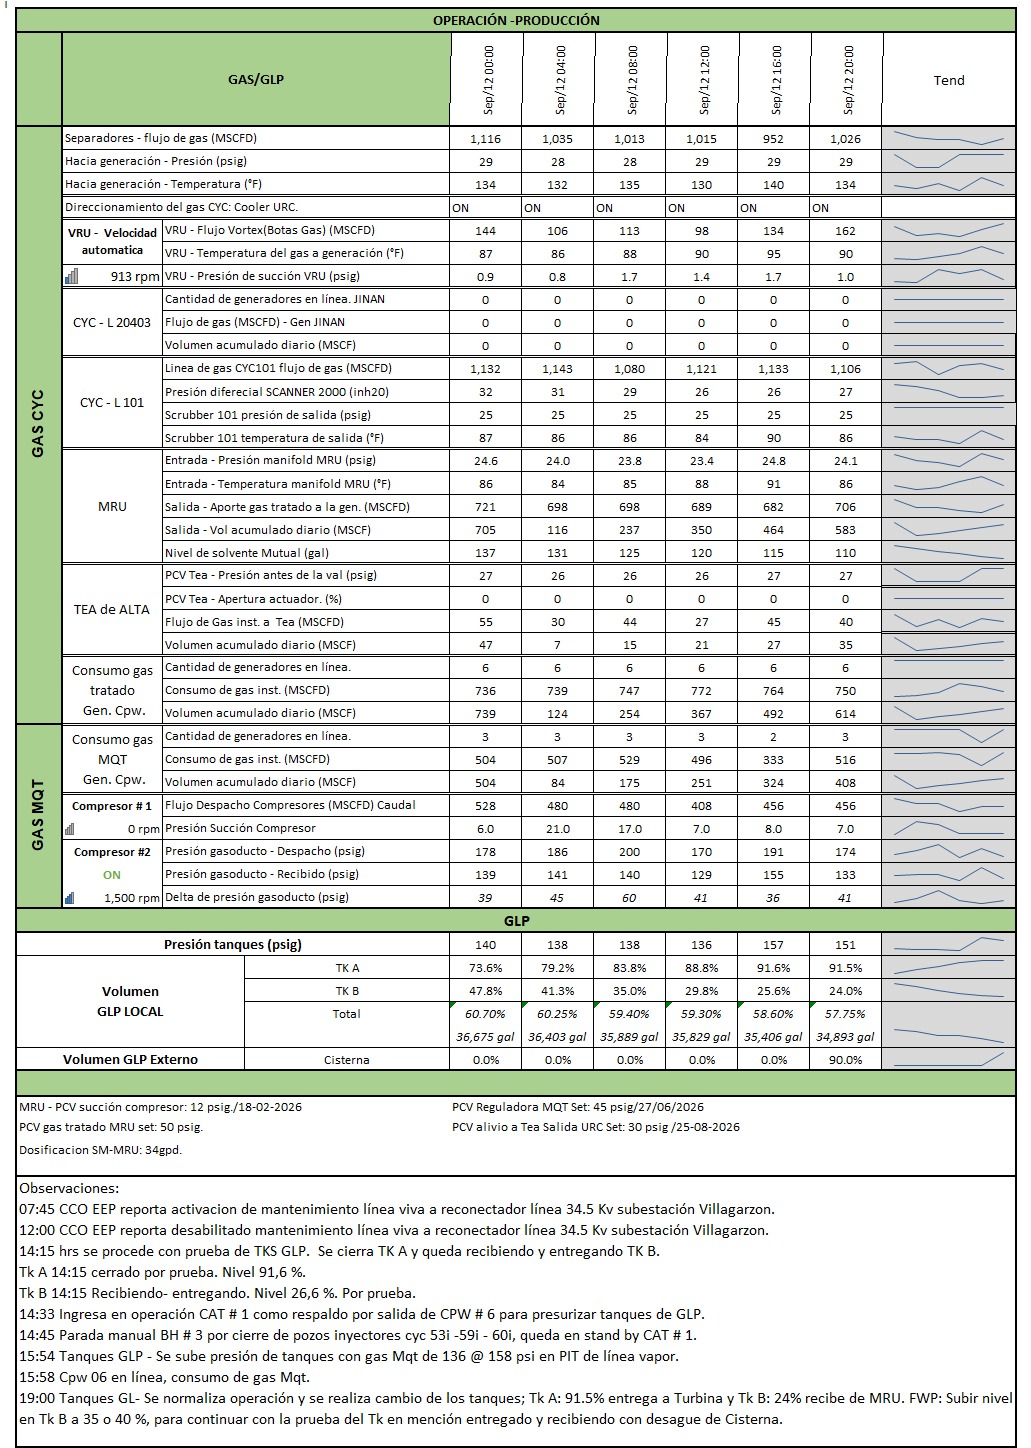 OPERACIÓN -PRODUCCIÓN
GAS/GLP Sep/12 00:00 Sep/12 04:00 Sep/12 08:00 Sep/12 12:00 Sep/12 16:00 Sep/12 20:00 Tend
GAS CYC
Separadores - flujo de gas (MSCFD) 1,116 1,035 1,013 1,015 952 1,026
Hacia generación - Presión (psig) 29 28 28 29 29 29
Hacia generación - Temperatura (°F) 134 132 135 130 140 134
Direccionamiento del gas CYC: Cooler URC. ON ON ON ON ON ON
VRU - Velocidad automatica
913 rpm
VRU - Flujo Vortex(Botas Gas) (MSCFD) 144 106 113 98 134 162
VRU - Temperatura del gas a generación (°F) 87 86 88 90 95 90
VRU - Presión de succión VRU (psig) 0.9 0.8 1.7 1.4 1.7 1.0
CYC - L 20403
Cantidad de generadores en línea. JINAN 0 0 0 0 0 0
Flujo de gas (MSCFD) - Gen JINAN 0 0 0 0 0 0
Volumen acumulado diario (MSCF) 0 0 0 0 0 0
CYC - L 101
Linea de gas CYC101 flujo de gas (MSCFD) 1,132 1,143 1,080 1,121 1,133 1,106
Presión diferecial SCANNER 2000 (inh20) 32 31 29 26 26 27
Scrubber 101 presión de salida (psig) 25 25 25 25 25 25
Scrubber 101 temperatura de salida (°F) 87 86 86 84 90 86
MRU
Entrada - Presión manifold MRU (psig) 24.6 24.0 23.8 23.4 24.8 24.1
Entrada - Temperatura manifold MRU (°F) 86 84 85 88 91 86
Salida - Aporte gas tratado a la gen. (MSCFD) 721 698 698 689 682 706
Salida - Vol acumulado diario (MSCF) 705 116 237 350 464 583
Nivel de solvente Mutual (gal) 137 131 125 120 115 110
TEA de ALTA
PCV Tea - Presión antes de la val (psig) 27 26 26 26 27 27
PCV Tea - Apertura actuador. (%) 0 0 0 0 0 0
Flujo de Gas inst. a Tea (MSCFD) 55 30 44 27 45 40
Volumen acumulado diario (MSCF) 47 7 15 21 27 35
Consumo gas tratado Gen. Cpw.
Cantidad de generadores en línea. 6 6 6 6 6 6
Consumo de gas inst. (MSCFD) 736 739 747 772 764 750
Volumen acumulado diario (MSCF) 739 124 254 367 492 614
GAS MQT
Consumo gas MQT Gen. Cpw.
Cantidad de generadores en línea. 3 3 3 3 2 3
Consumo de gas inst. (MSCFD) 504 507 529 496 333 516
Volumen acumulado diario (MSCF) 504 84 175 251 324 408
Compresor # 1
0 rpm
Flujo Despacho Compresores (MSCFD) Caudal 528 480 480 408 456 456
Presión Succión Compresor 6.0 21.0 17.0 7.0 8.0 7.0
Compresor #2
ON
1,500 rpm
Presión gasoducto - Despacho (psig) 178 186 200 170 191 174
Presión gasoducto - Recibido (psig) 139 141 140 129 155 133
Delta de presión gasoducto (psig) 39 45 60 41 36 41
GLP
Presión tanques (psig) 140 138 138 136 157 151
Volumen
GLP LOCAL
TK A 73.6% 79.2% 83.8% 88.8% 91.6% 91.5%
TK B 47.8% 41.3% 35.0% 29.8% 25.6% 24.0%
Total 60.70% 60.25% 59.40% 59.30% 58.60% 57.75%
36,675 gal 36,403 gal 35,889 gal 35,829 gal 35,406 gal 34,893 gal
Volumen GLP Externo Cisterna 0.0% 0.0% 0.0% 0.0% 0.0% 90.0%
MRU - PCV succión compresor: 12 psig./18-02-2026 PCV Reguladora MQT Set: 45 psig/27/06/2026
PCV gas tratado MRU set: 50 psig. PCV alivio a Tea Salida URC Set: 30 psig /25-08-2026
Dosificacion SM-MRU: 34gpd.
Observaciones:
07:45 CCO EEP reporta activacion de mantenimiento línea viva a reconectador línea 34.5 Kv subestación Villagarzon.
12:00 CCO EEP reporta desabilitado mantenimiento línea viva a reconectador línea 34.5 Kv subestación Villagarzon.
14:15 hrs se procede con prueba de TKS GLP. Se cierra TK A y queda recibiendo y entregando TK B.
Tk A 14:15 cerrado por prueba. Nivel 91,6 %.
Tk B 14:15 Recibiendo- entregando. Nivel 26,6 %. Por prueba.
14:33 Ingresa en operación CAT # 1 como respaldo por salida de CPW # 6 para presurizar tanques de GLP.
14:45 Parada manual BH # 3 por cierre de pozos inyectores cyc 53i -59i - 60i, queda en stand by CAT # 1.
15:54 Tanques GLP - Se sube presión de tanques con gas Mqt de 136 @ 158 psi en PIT de línea vapor.
15:58 Cpw 06 en línea, consumo de gas Mqt.
19:00 Tanques GL- Se normaliza operación y se realiza cambio de los tanques; Tk A: 91.5% entrega a Turbina y Tk B: 24% recibe de MRU. FWP: Subir nivel
en Tk B a 35 o 40 %, para continuar con la prueba del Tk en mención entregado y recibiendo con desague de Cisterna.